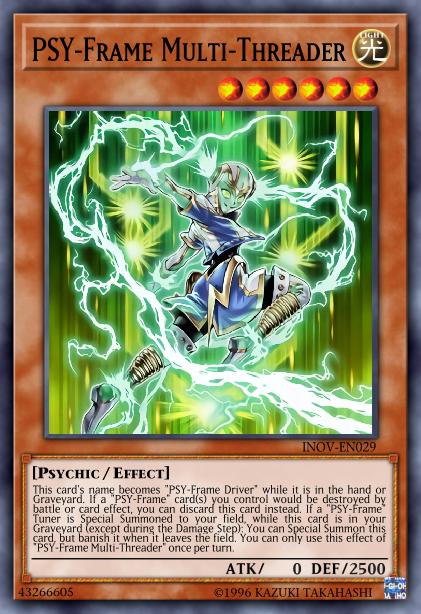 PSY-Frame Multi-Threader
LIGHT
光
INOV-EN029
[Psychic / Effect]
This card's name becomes "PSY-Frame Driver" while it is in the hand or
Graveyard. If a "PSY-Frame" card(s) you control would be destroyed by
battle or card effect, you can discard this card instead. If a "PSY-Frame"
Tuner is Special Summoned to your field, while this card is in your
Graveyard (except during the Damage Step): You can Special Summon this
card, but banish it when it leaves the field. You can only use this effect of
"PSY-Frame Multi-Threader" once per turn.
ATK/ 0 DEF/2500
43266605
©1996 KAZUKI TAKAHASHI